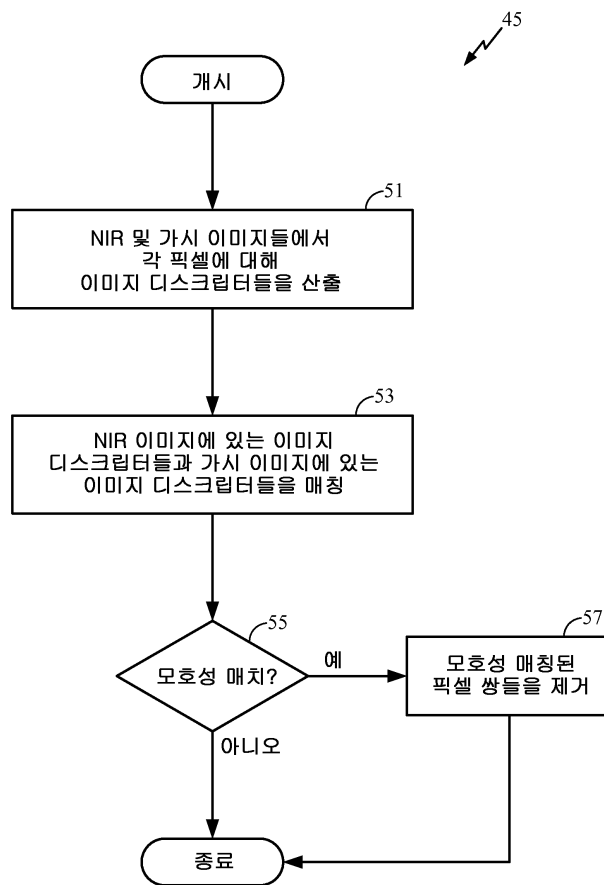 45
개시
51
NIR 및 가시 이미지들에서
각 픽셀에 대해
이미지 디스크립터들을 산출
53
NIR 이미지에 있는 이미지
디스크립터들과 가시 이미지에 있는
이미지 디스크립터들을 매칭
55
모호성 매치?
예
57
모호성 매칭된
픽셀 쌍들을 제거
아니오
종료